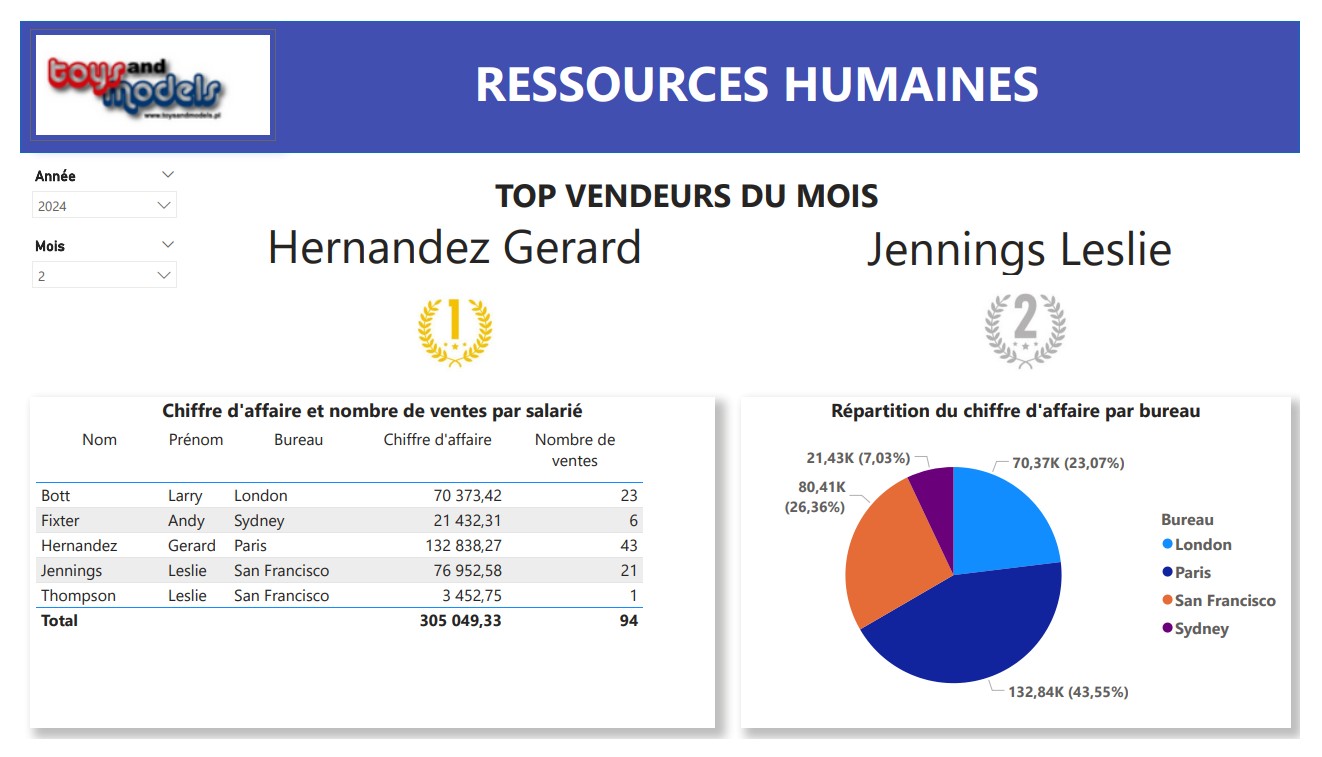 toys and models
www.toysandmodels.pt
RESSOURCES HUMAINES
Année
2024
Mois
2
TOP VENDEURS DU MOIS
Hernandez Gerard
Jennings Leslie
1
2
Chiffre d'affaire et nombre de ventes par salarié
Nom Prénom Bureau Chiffre d'affaire Nombre de
ventes
Bott Larry London 70 373,42 23
Fixter Andy Sydney 21 432,31 6
Hernandez Gerard Paris 132 838,27 43
Jennings Leslie San Francisco 76 952,58 21
Thompson Leslie San Francisco 3 452,75 1
Total 305 049,33 94
Répartition du chiffre d'affaire par bureau
21,43K (7,03%)
70,37K (23,07%)
80,41K
(26,36%)
132,84K (43,55%)
Bureau
London
Paris
San Francisco
Sydney